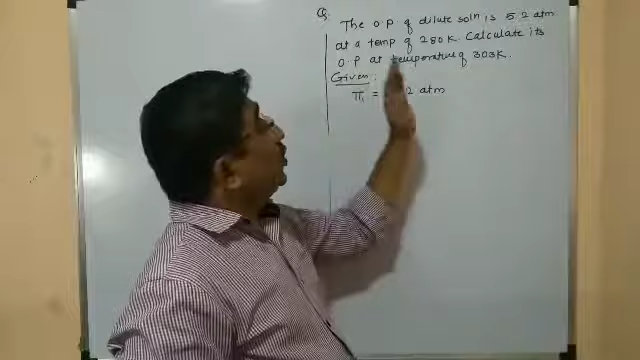 Q. The O.P of dilute soln is 5.2 atm
at a temp of 280K. Calculate its
O.P at temperature of 303K.
Given :
π₁ = 2 atm